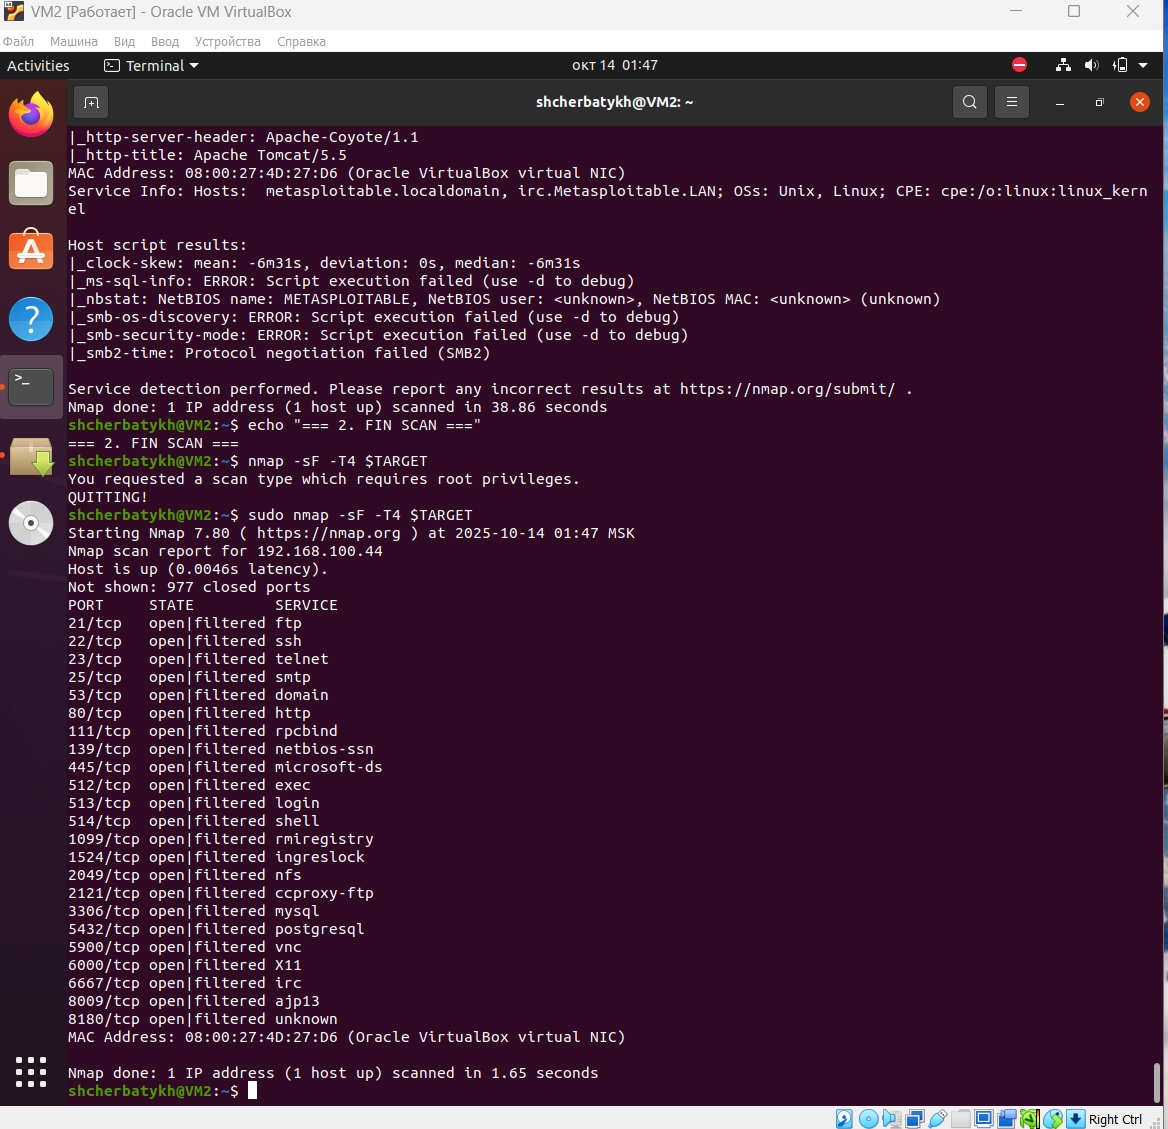 VM2 [Работает] - Oracle VM VirtualBox
Файл Машина Вид Ввод Устройства Справка
Activities Terminal окт 14 01:47
shcherbatykh@VM2: ~
|_http-server-header: Apache-Coyote/1.1
|_http-title: Apache Tomcat/5.5
MAC Address: 08:00:27:4D:27:D6 (Oracle VirtualBox virtual NIC)
Service Info: Hosts:  metasploitable.localdomain, irc.Metasploitable.LAN; OSs: Unix, Linux; CPE: cpe:/o:linux:linux_kern
el
Host script results:
|_clock-skew: mean: -6m31s, deviation: 0s, median: -6m31s
|_ms-sql-info: ERROR: Script execution failed (use -d to debug)
|_nbstat: NetBIOS name: METASPLOITABLE, NetBIOS user: <unknown>, NetBIOS MAC: <unknown> (unknown)
|_smb-os-discovery: ERROR: Script execution failed (use -d to debug)
|_smb-security-mode: ERROR: Script execution failed (use -d to debug)
|_smb2-time: Protocol negotiation failed (SMB2)
Service detection performed. Please report any incorrect results at https://nmap.org/submit/ .
Nmap done: 1 IP address (1 host up) scanned in 38.86 seconds
shcherbatykh@VM2:~$ echo "=== 2. FIN SCAN ==="
=== 2. FIN SCAN ===
shcherbatykh@VM2:~$ nmap -sF -T4 $TARGET
You requested a scan type which requires root privileges.
QUITTING!
shcherbatykh@VM2:~$ sudo nmap -sF -T4 $TARGET
Starting Nmap 7.80 ( https://nmap.org ) at 2025-10-14 01:47 MSK
Nmap scan report for 192.168.100.44
Host is up (0.0046s latency).
Not shown: 977 closed ports
PORT     STATE         SERVICE
21/tcp   open|filtered ftp
22/tcp   open|filtered ssh
23/tcp   open|filtered telnet
25/tcp   open|filtered smtp
53/tcp   open|filtered domain
80/tcp   open|filtered http
111/tcp  open|filtered rpcbind
139/tcp  open|filtered netbios-ssn
445/tcp  open|filtered microsoft-ds
512/tcp  open|filtered exec
513/tcp  open|filtered login
514/tcp  open|filtered shell
1099/tcp open|filtered rmiregistry
1524/tcp open|filtered ingreslock
2049/tcp open|filtered nfs
2121/tcp open|filtered ccproxy-ftp
3306/tcp open|filtered mysql
5432/tcp open|filtered postgresql
5900/tcp open|filtered vnc
6000/tcp open|filtered X11
6667/tcp open|filtered irc
8009/tcp open|filtered ajp13
8180/tcp open|filtered unknown
MAC Address: 08:00:27:4D:27:D6 (Oracle VirtualBox virtual NIC)
Nmap done: 1 IP address (1 host up) scanned in 1.65 seconds
shcherbatykh@VM2:~$
Right Ctrl